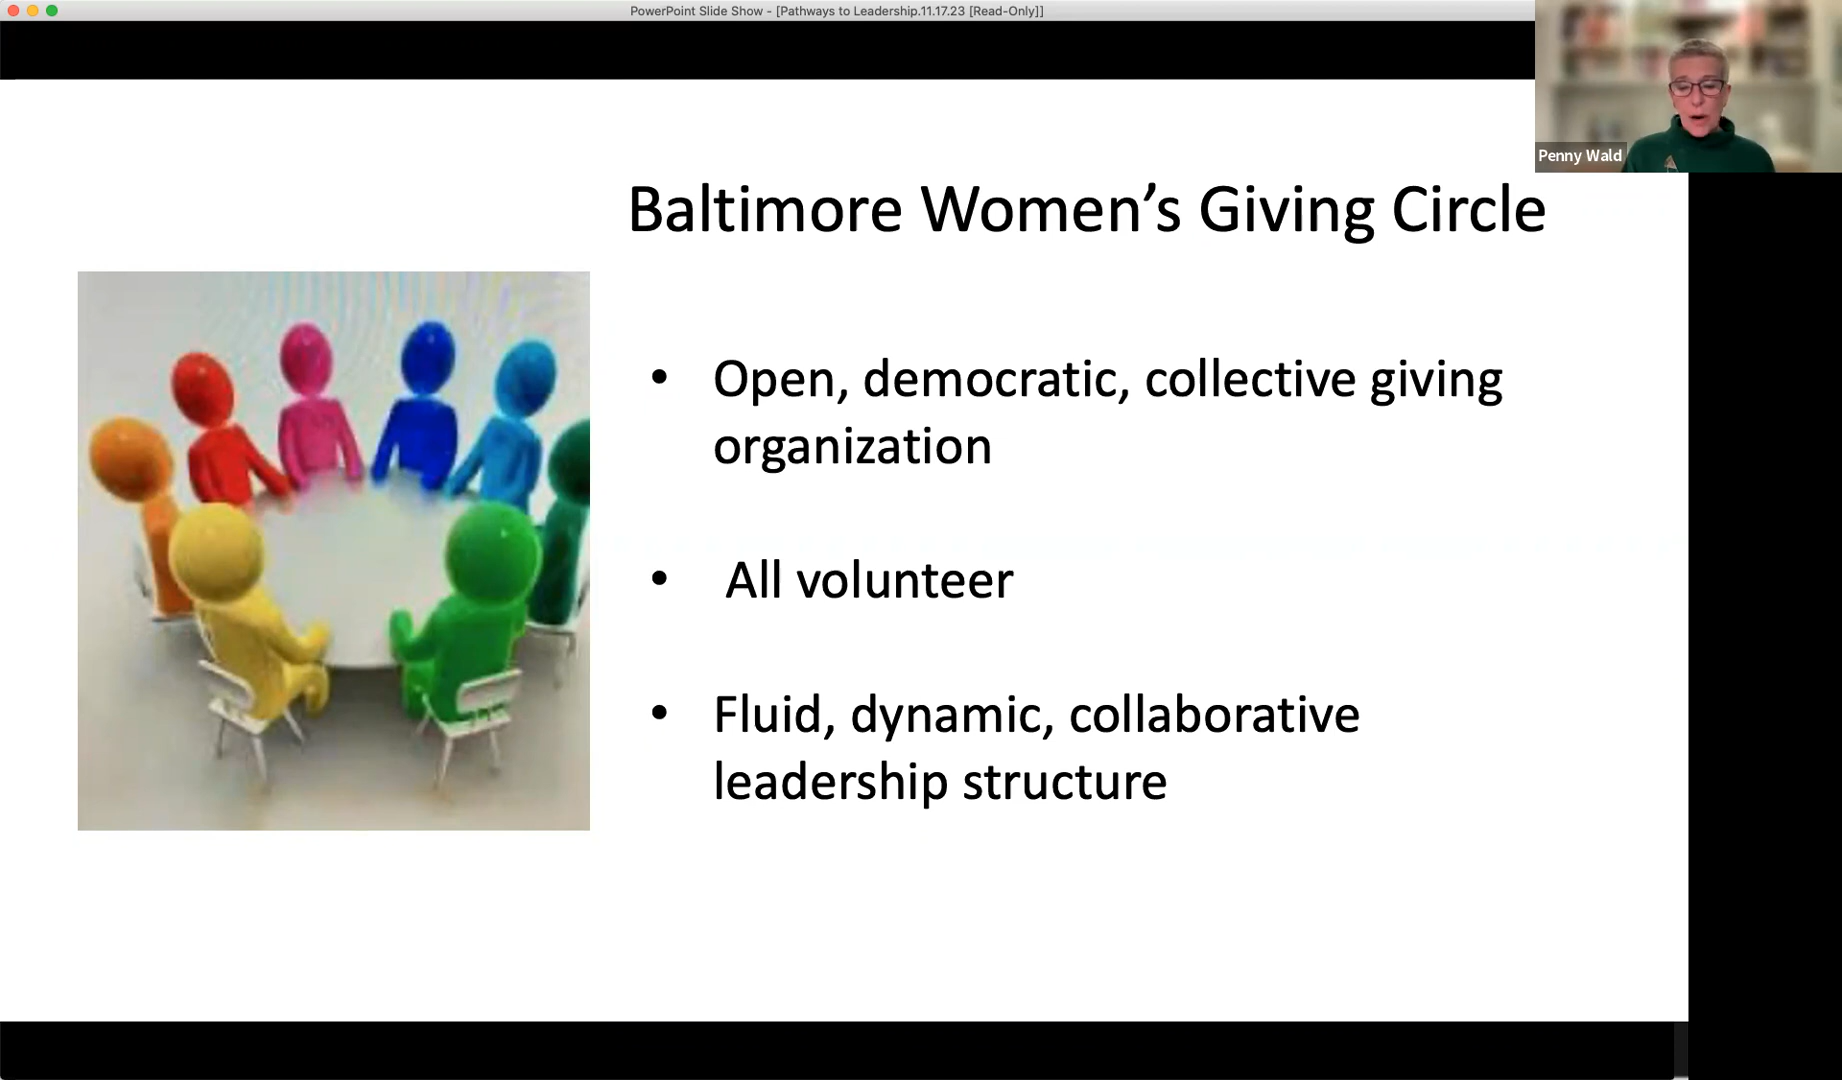 PowerPoint Slide Show - [Pathways to Leadership.11.17.23 [Read-Only]]
Penny Wald
Baltimore Women’s Giving Circle
• Open, democratic, collective giving
organization
• All volunteer
• Fluid, dynamic, collaborative
leadership structure